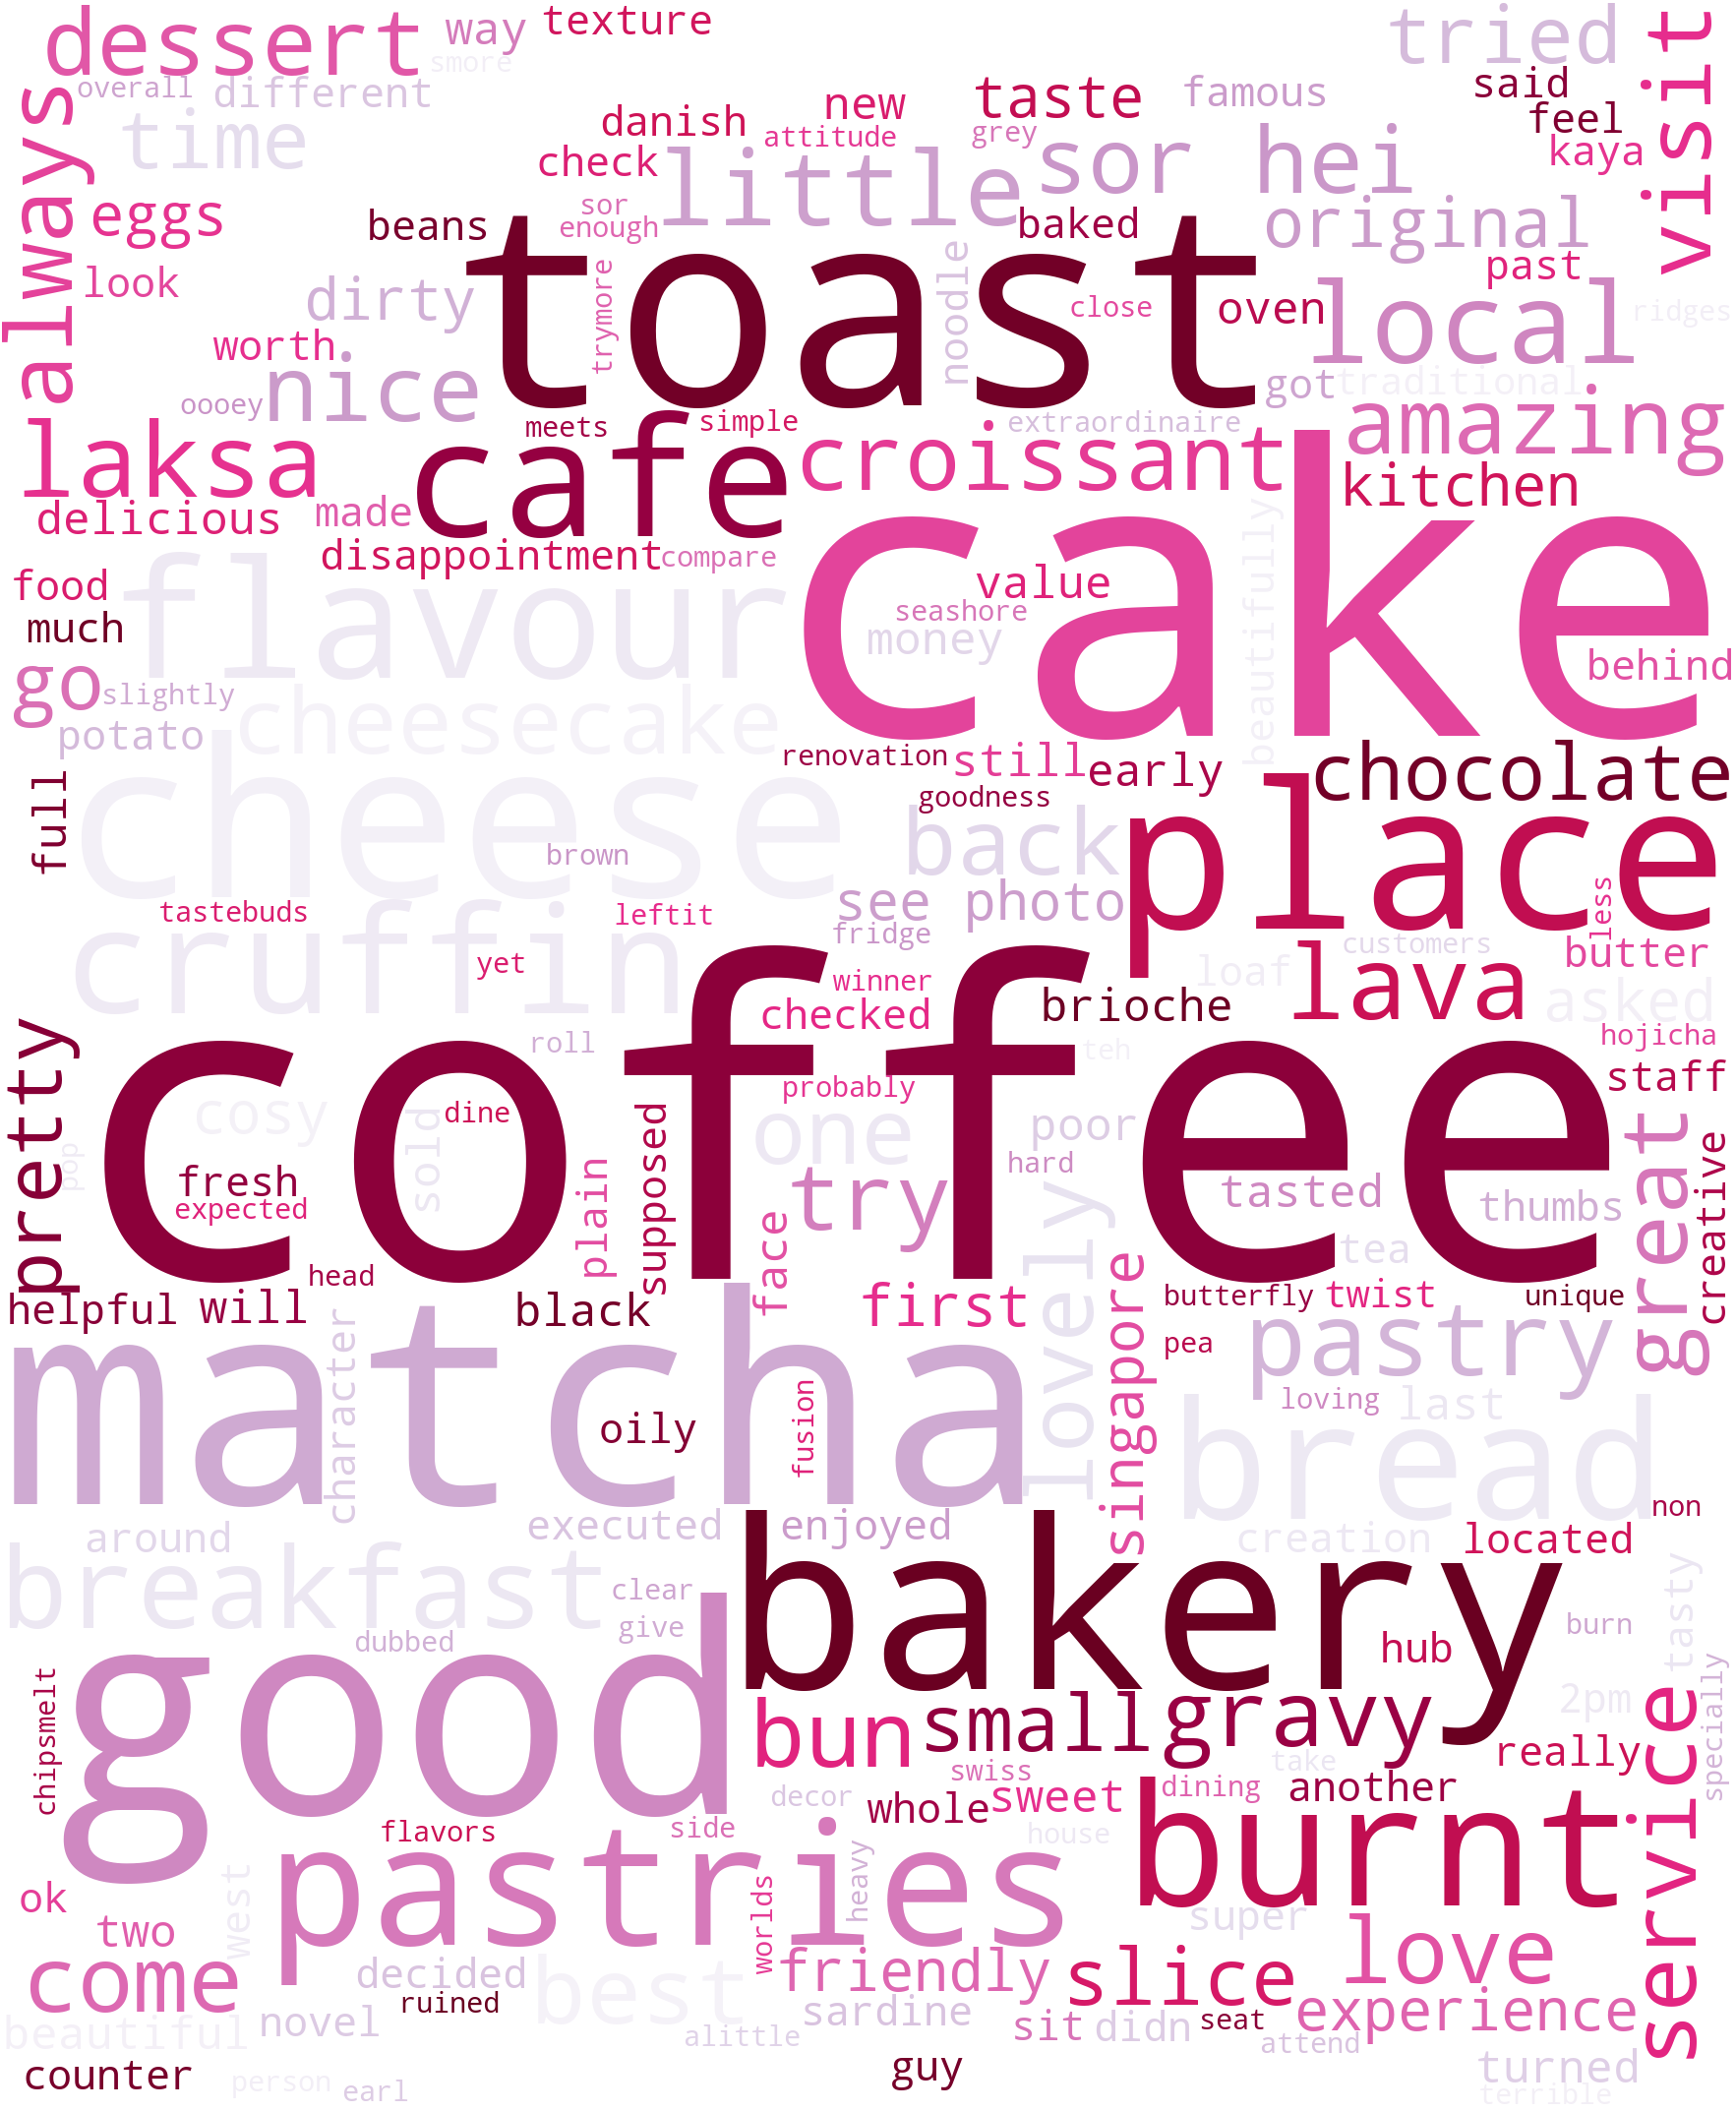 dessert
way
texture
smore
tried
visit
overall
different
always
time
danish
new
taste
famous
said
feel
kaya
attitude
grey
check
little
sor hei
eggs
beans
sor
enough
baked
original
look
dirty
toast
noodle
close
oven
past
local
ridges
worth
nice
trymore
got
traditional
oooey
meets
simple
extraordinaire
amazing
laksa
cafe
croissant
kitchen
delicious
made
disappointment
compare
cake
beautifully
food
flavour
value
seashore
much
money
behind
go
slightly
cheesecake
potato
renovation
still
early
chocolate
full
cheese
goodness
back
place
brown
see photo
less
tastebuds
leftit
fridge
customers
butter
cruffin
yet
winner
lava
loaf
asked
checked
brioche
pretty
coffee
roll
teh
hojicha
probably
staff
cosy
sold
dine
supposed
one
poor
great
creative
pop
fresh
plain
hard
try
lovely
tasted
thumbs
expected
face
tea
head
singapore
helpful
will
black
first
butterfly
twist
unique
matcha
character
pea
pastry
oily
fusion
loving
last
bread
around
executed
enjoyed
creation
located
non
breakfast
bakery
tasty
clear
give
burn
dubbed
hub
good
chipsmelt
bun
small
gravy
2pm
service
specially
really
swiss
take
decor
whole
sweet
dining
another
flavors
side
house
burnt
pastries
heavy
ok
west
worlds
two
super
come
decided
best
friendly
slice
love
ruined
beautiful
novel
sardine
sit
didn
seat
experience
alittle
attend
counter
person
earl
guy
turned
terrible